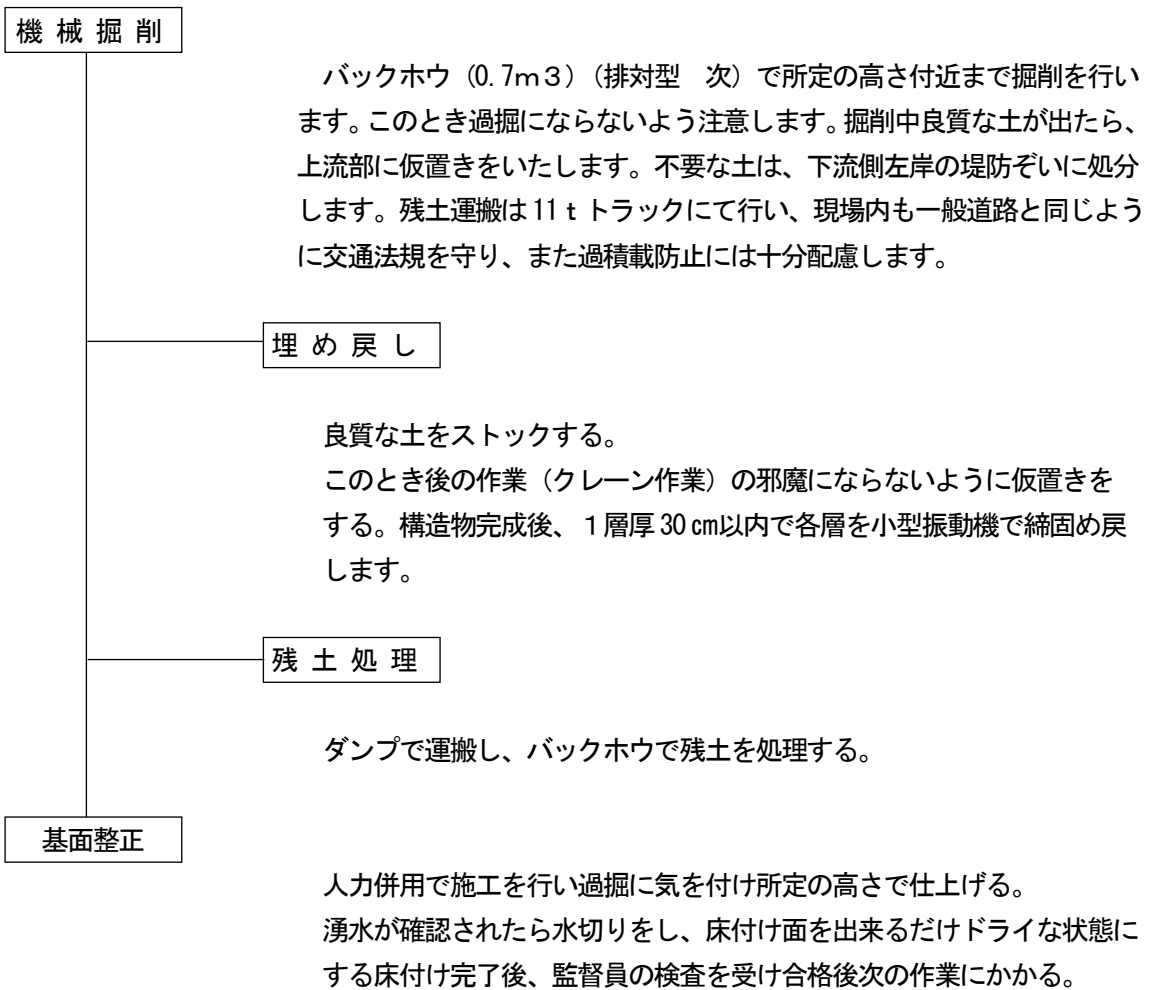 機 械 掘 削
バックホウ（0.7ｍ３）（排対型　次）で所定の高さ付近まで掘削を行い
ます。このとき過掘にならないよう注意します。掘削中良質な土が出たら、
上流部に仮置きをいたします。不要な土は、下流側左岸の堤防ぞいに処分
します。残土運搬は11ｔトラックにて行い、現場内も一般道路と同じよう
に交通法規を守り、また過積載防止には十分配慮します。
埋 め 戻 し
良質な土をストックする。
このとき後の作業（クレーン作業）の邪魔にならないように仮置きを
する。構造物完成後、１層厚30㎝以内で各層を小型振動機で締固め戻
します。
残 土 処 理
ダンプで運搬し、バックホウで残土を処理する。
基面整正
人力併用で施工を行い過掘に気を付け所定の高さで仕上げる。
湧水が確認されたら水切りをし、床付け面を出来るだけドライな状態に
する床付け完了後、監督員の検査を受け合格後次の作業にかかる。